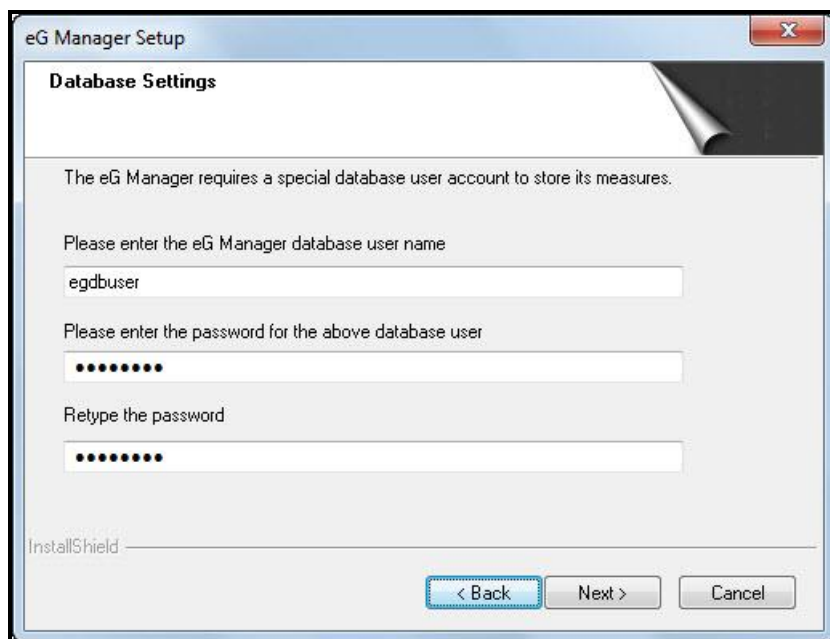 eG Manager Setup
Database Settings
The eG Manager requires a special database user account to store its measures.
Please enter the eG Manager database user name
egdbuser
Please enter the password for the above database user
••••••••
Retype the password
••••••••
InstallShield
< Back Next > Cancel